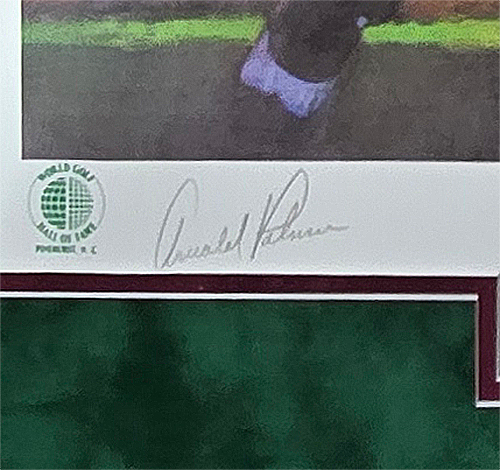 WORLD GOLF
HALL OF FAME
PINEHURST, N.C.
Arnold Palmer